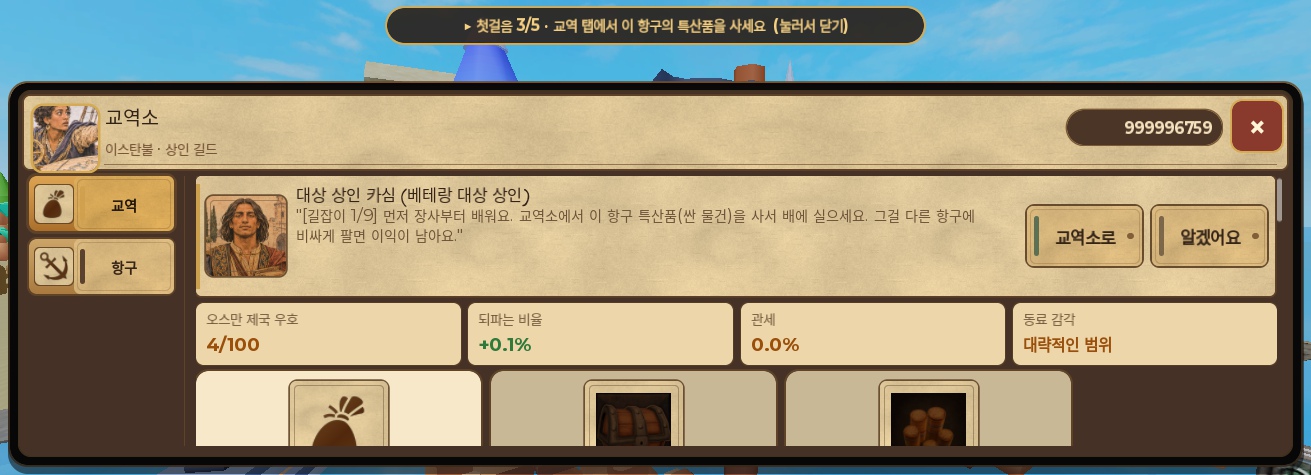 ▸ 첫걸음 3/5 · 교역 탭에서 이 항구의 특산품을 사세요 (눌러서 닫기)
교역소
이스탄불 · 상인 길드
999996759
×
교역
항구
대상 상인 카심 (베테랑 대상 상인)
"[길잡이 1/9] 먼저 장사부터 배워요. 교역소에서 이 항구 특산품(싼 물건)을 사서 배에 실으세요. 그걸 다른 항구에
비싸게 팔면 이익이 남아요."
교역소로
알겠어요
오스만 제국 우호
4/100
되파는 비율
+0.1%
관세
0.0%
동료 감각
대략적인 범위